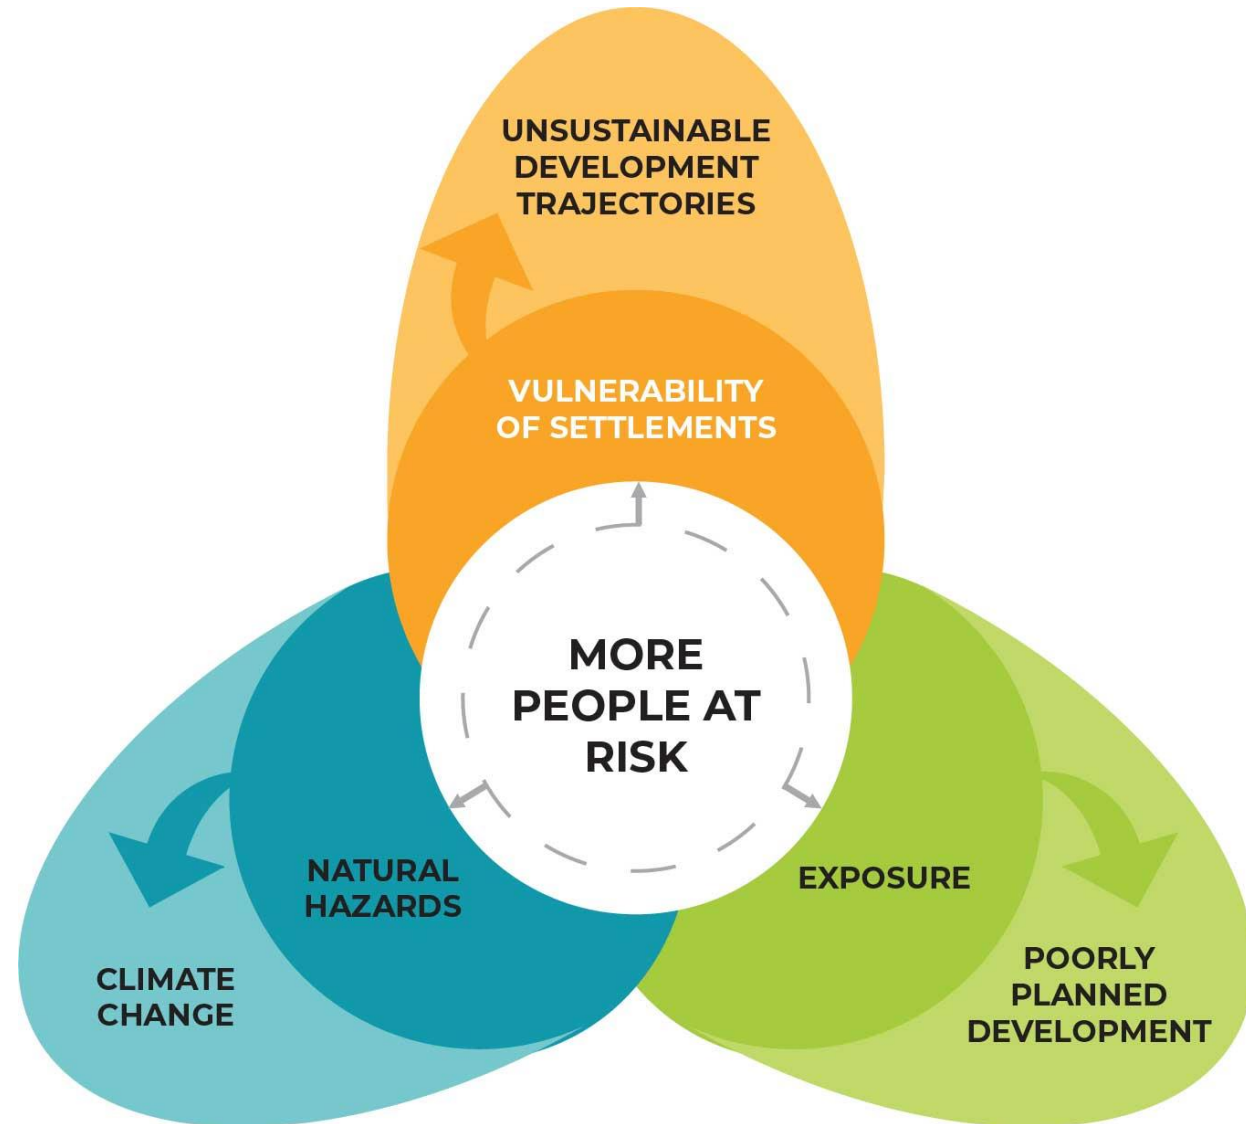 UNSUSTAINABLE
DEVELOPMENT
TRAJECTORIES
VULNERABILITY
OF SETTLEMENTS
MORE
PEOPLE AT
RISK
NATURAL
HAZARDS
EXPOSURE
CLIMATE
CHANGE
POORLY
PLANNED
DEVELOPMENT